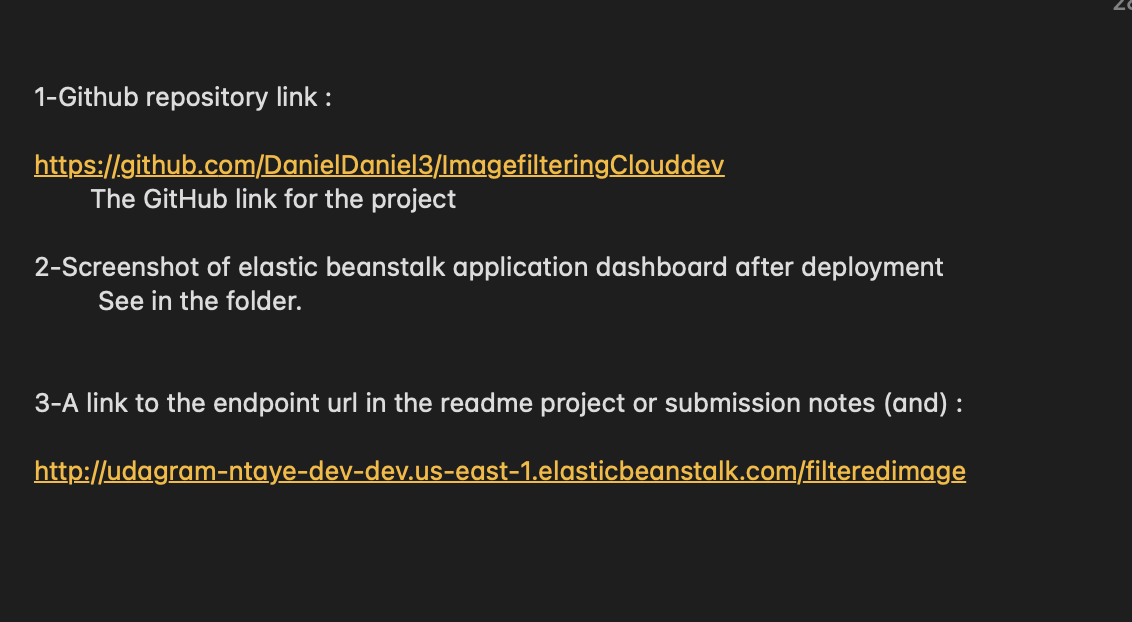 1-Github repository link :
https://github.com/DanielDaniel3/ImagefilteringClouddev
The GitHub link for the project
2-Screenshot of elastic beanstalk application dashboard after deployment
See in the folder.
3-A link to the endpoint url in the readme project or submission notes (and) :
http://udagram-ntaye-dev-dev.us-east-1.elasticbeanstalk.com/filteredimage